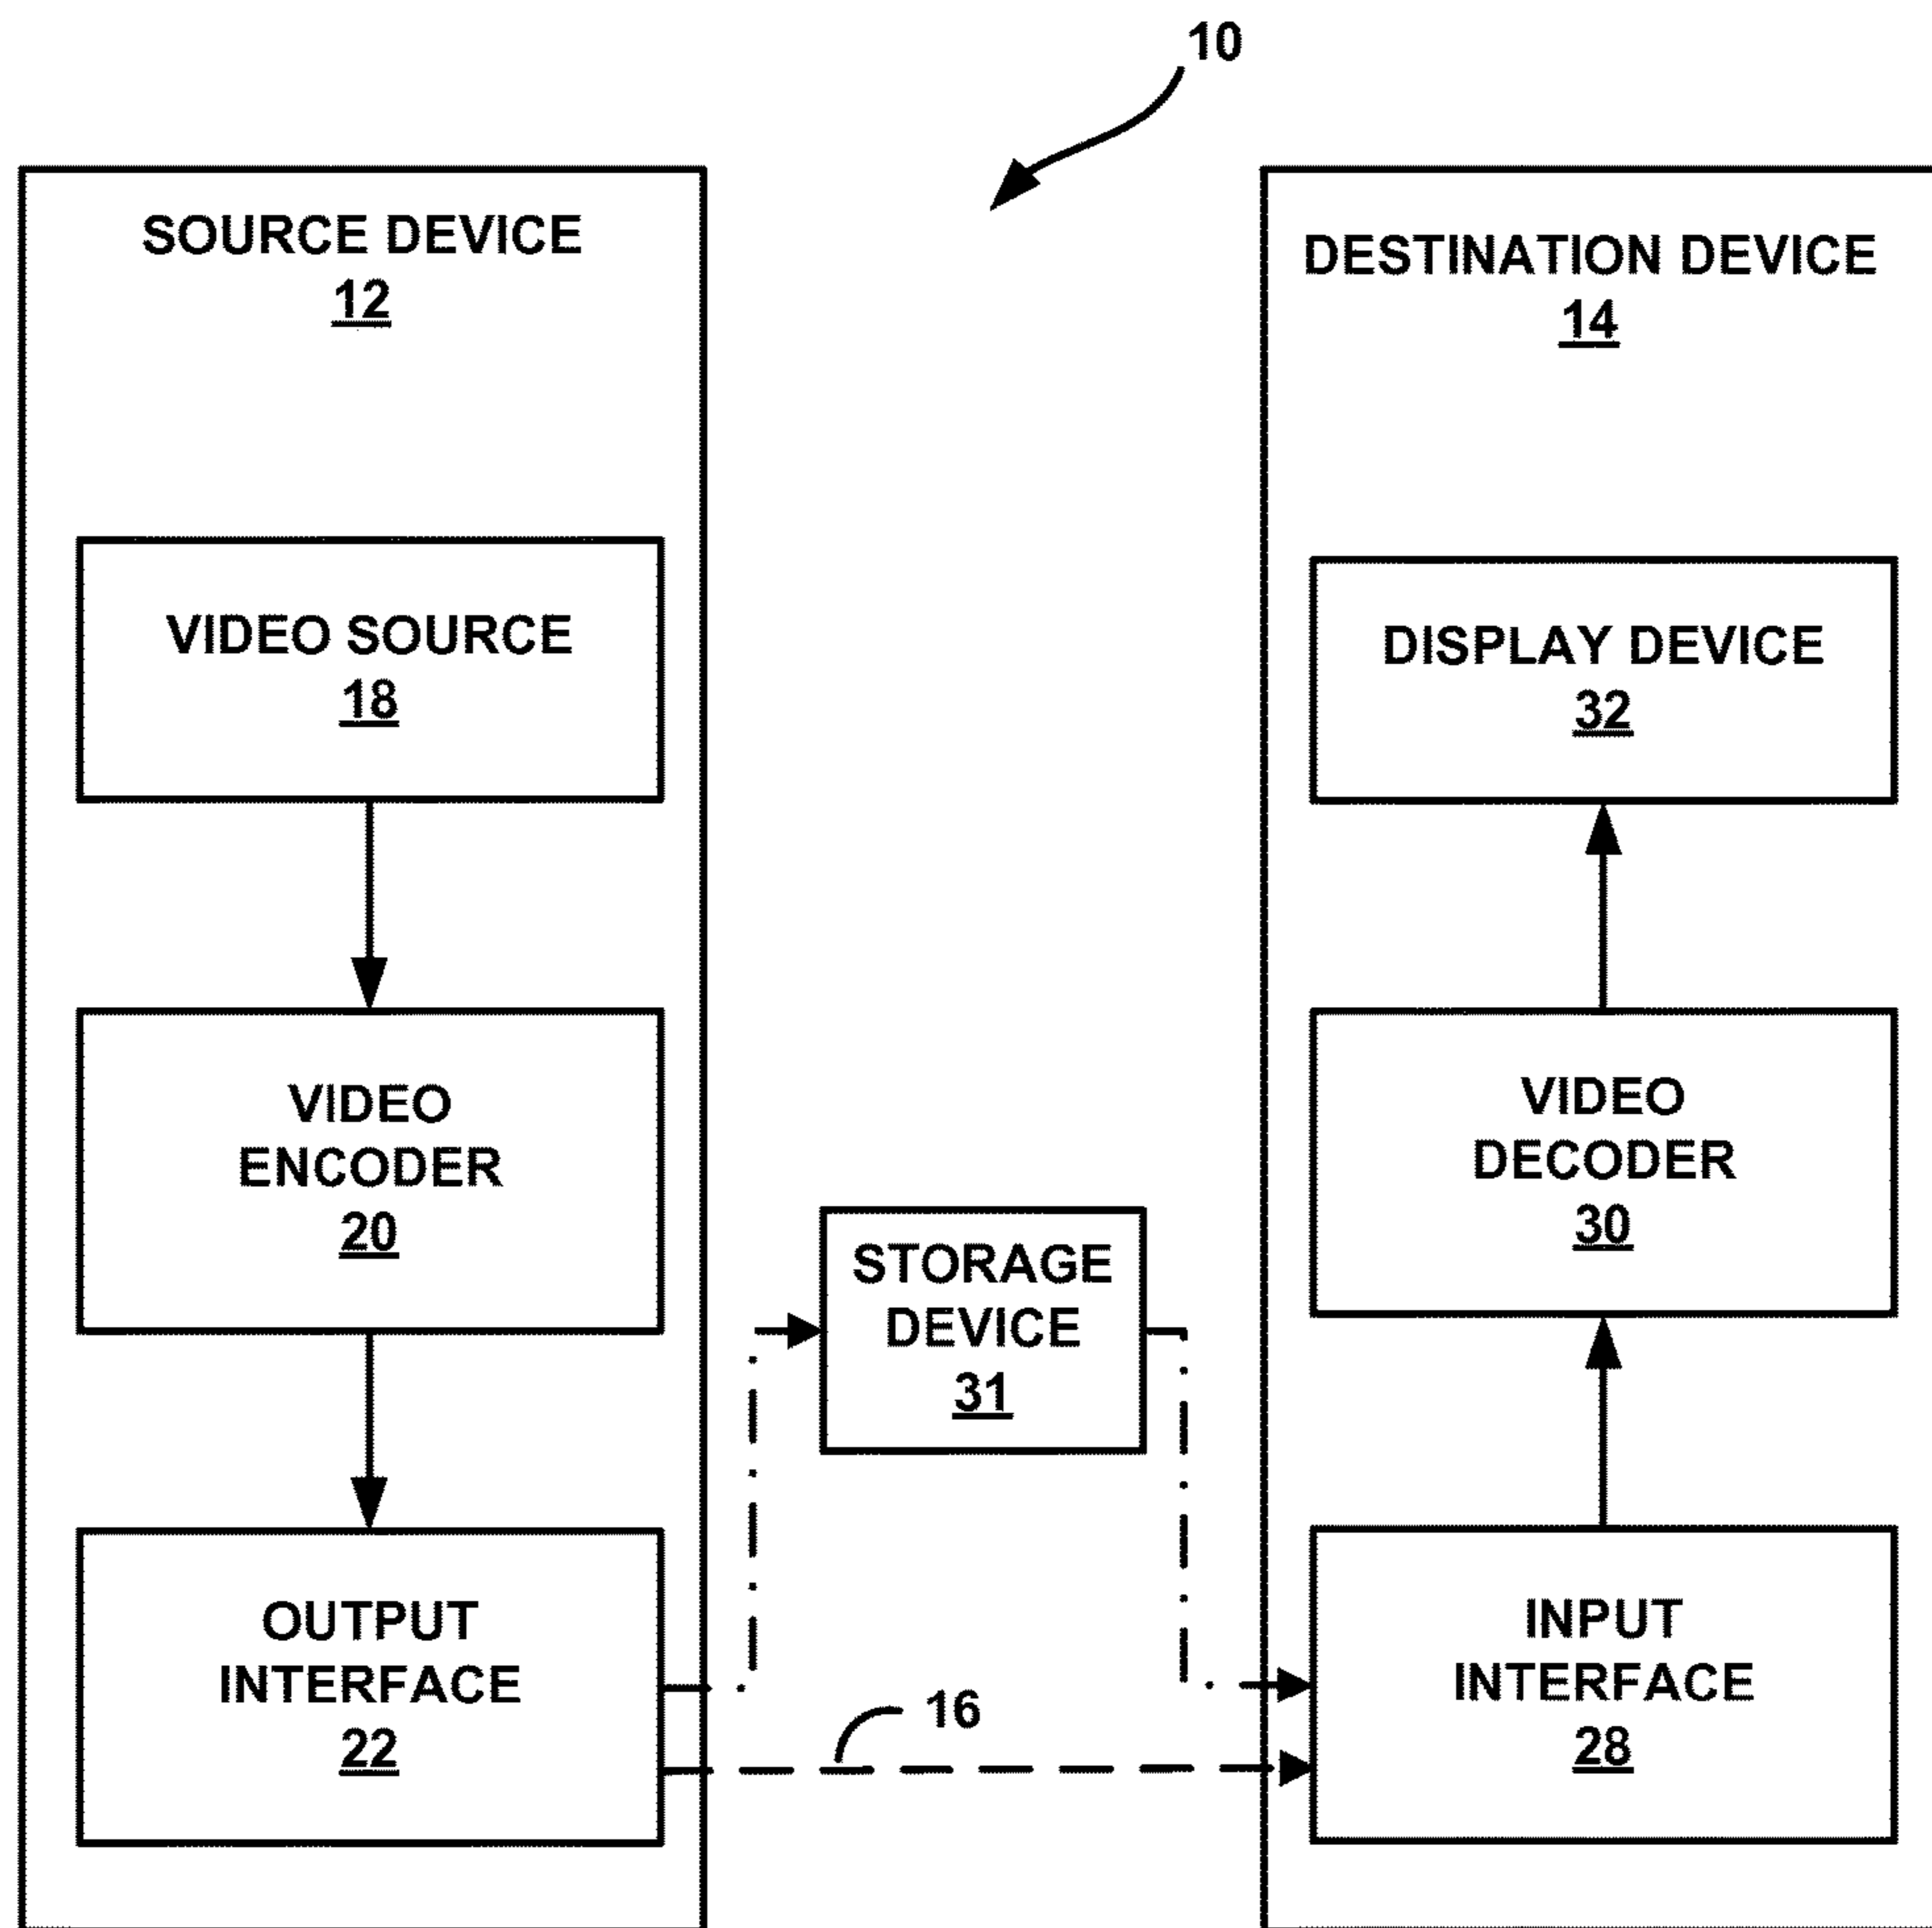 10
SOURCE DEVICE
12
VIDEO SOURCE
18
VIDEO
ENCODER
20
OUTPUT
INTERFACE
22
STORAGE
DEVICE
31
16
DESTINATION DEVICE
14
DISPLAY DEVICE
32
VIDEO
DECODER
30
INPUT
INTERFACE
28